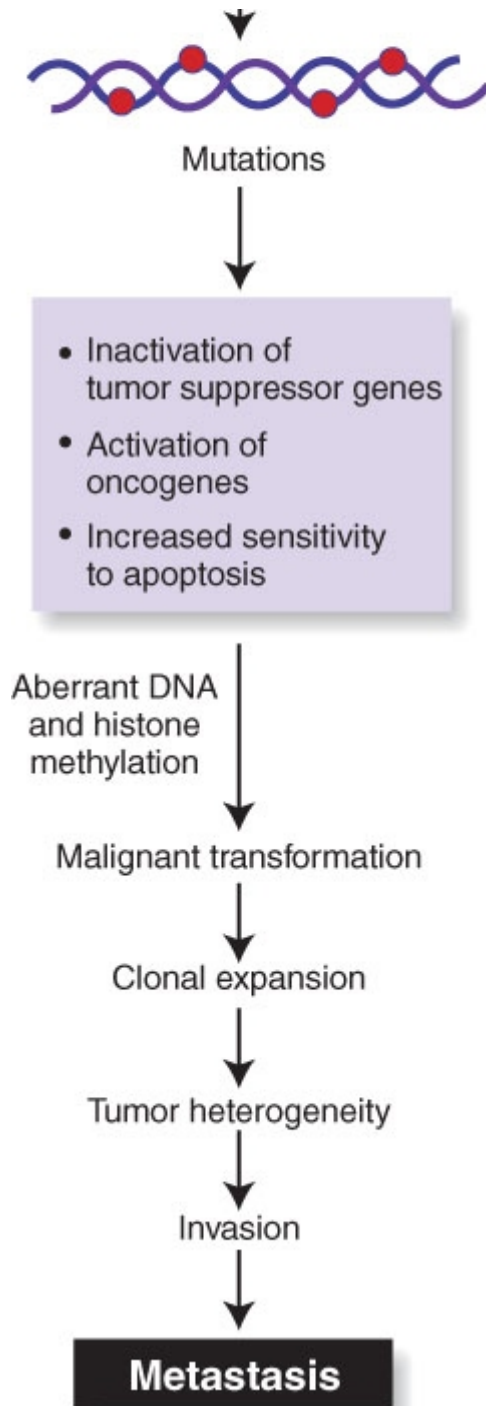 Mutations
• Inactivation of
tumor suppressor genes
• Activation of
oncogenes
• Increased sensitivity
to apoptosis
Aberrant DNA
and histone
methylation
Malignant transformation
Clonal expansion
Tumor heterogeneity
Invasion
Metastasis